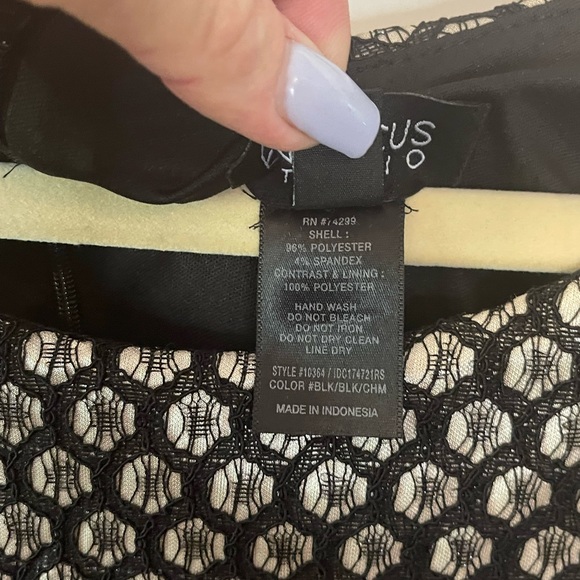 RN #74299
SHELL :
96% POLYESTER
4% SPANDEX
CONTRAST & LINING :
100% POLYESTER
HAND WASH
DO NOT BLEACH
DO NOT IRON
DO NOT DRY CLEAN
LINE DRY
STYLE #10364 / IDC174721RS
COLOR #BLK/BLK/CHM
MADE IN INDONESIA